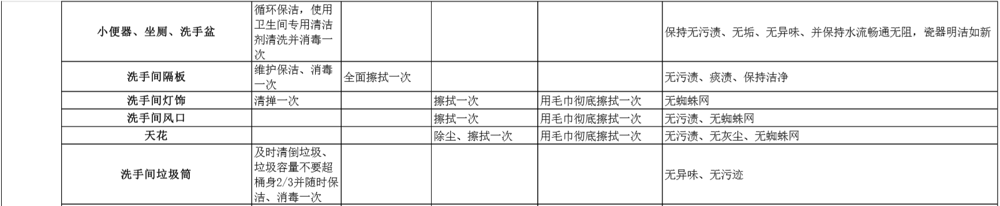 小便器、坐厕、洗手盆
循环保洁，使用
卫生间专用清洁
剂清洗并消毒一
次
保持无污渍、无垢、无异味、并保持水流畅通无阻，瓷器明洁如新
洗手间隔板
维护保洁、消毒
一次
全面擦拭一次
无污渍、痰渍、保持洁净
洗手间灯饰
清掸一次
擦拭一次
用毛巾彻底擦拭一次
无蜘蛛网
洗手间风口
擦拭一次
用毛巾彻底擦拭一次
无污渍、无蜘蛛网
天花
除尘、擦拭一次
用毛巾彻底擦拭一次
无污渍、无灰尘、无蜘蛛网
洗手间垃圾筒
及时清倒垃圾、
垃圾容量不要超
桶身2/3并随时保
洁、消毒一次
无异味、无污迹